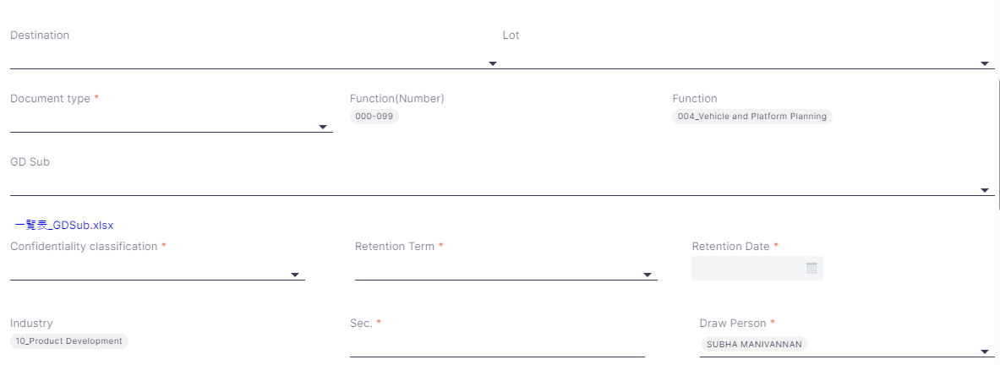 Destination
Lot
Document type *
Function(Number)
Function
000-099
004_Vehicle and Platform Planning
GD Sub
一覧表_GDSub.xlsx
Confidentiality classification *
Retention Term *
Retention Date *
Industry
Sec. *
Draw Person *
10_Product Development
SUBHA MANIVANNAN